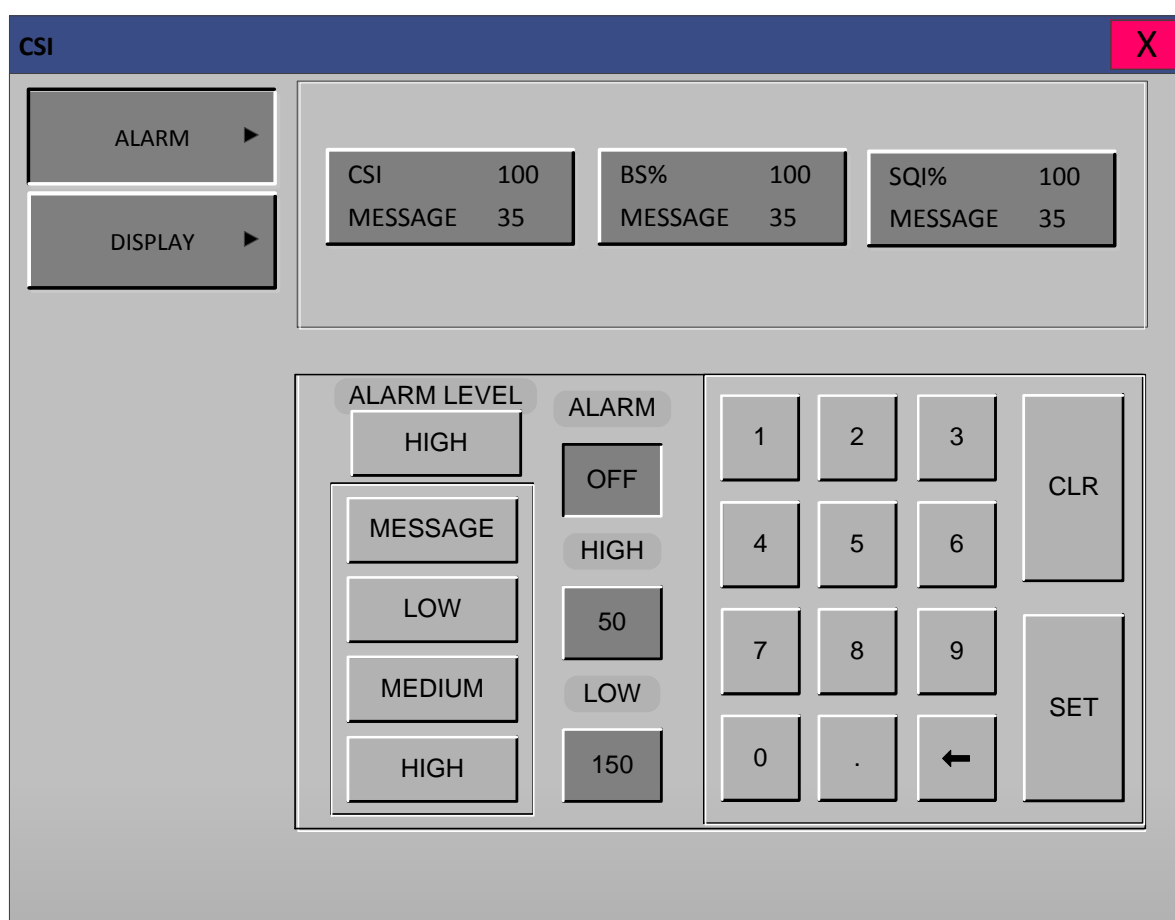 CSI
X
ALARM
DISPLAY
CSI 100
MESSAGE 35
BS% 100
MESSAGE 35
SQI% 100
MESSAGE 35
ALARM LEVEL
HIGH
MESSAGE
LOW
MEDIUM
HIGH
ALARM
OFF
HIGH
50
LOW
150
1 2 3
CLR
4 5 6
7 8 9
SET
0 . ←